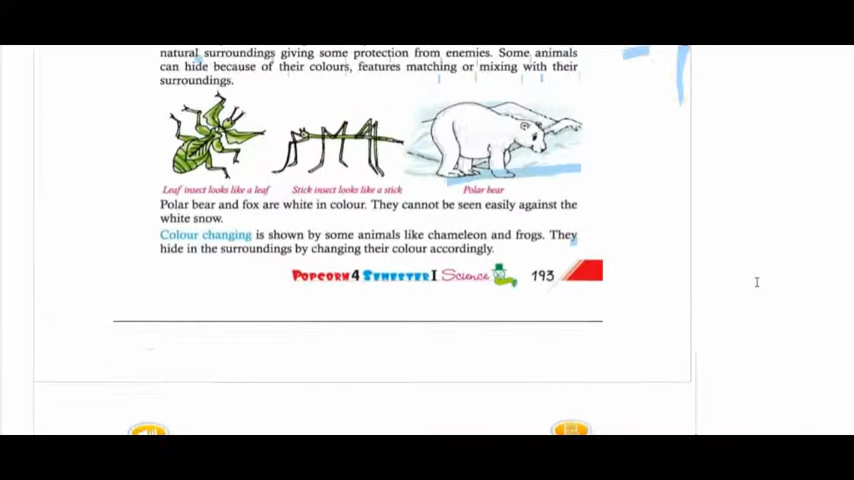 natural surroundings giving some protection from enemies. Some animals
can hide because of their colours, features matching or mixing with their
surroundings.
Leaf insect looks like a leaf
Stick insect looks like a stick
Polar bear
Polar bear and fox are white in colour. They cannot be seen easily against the
white snow.
Colour changing is shown by some animals like chameleon and frogs. They
hide in the surroundings by changing their colour accordingly.
POPCORN 4 SEMESTER I Science 193